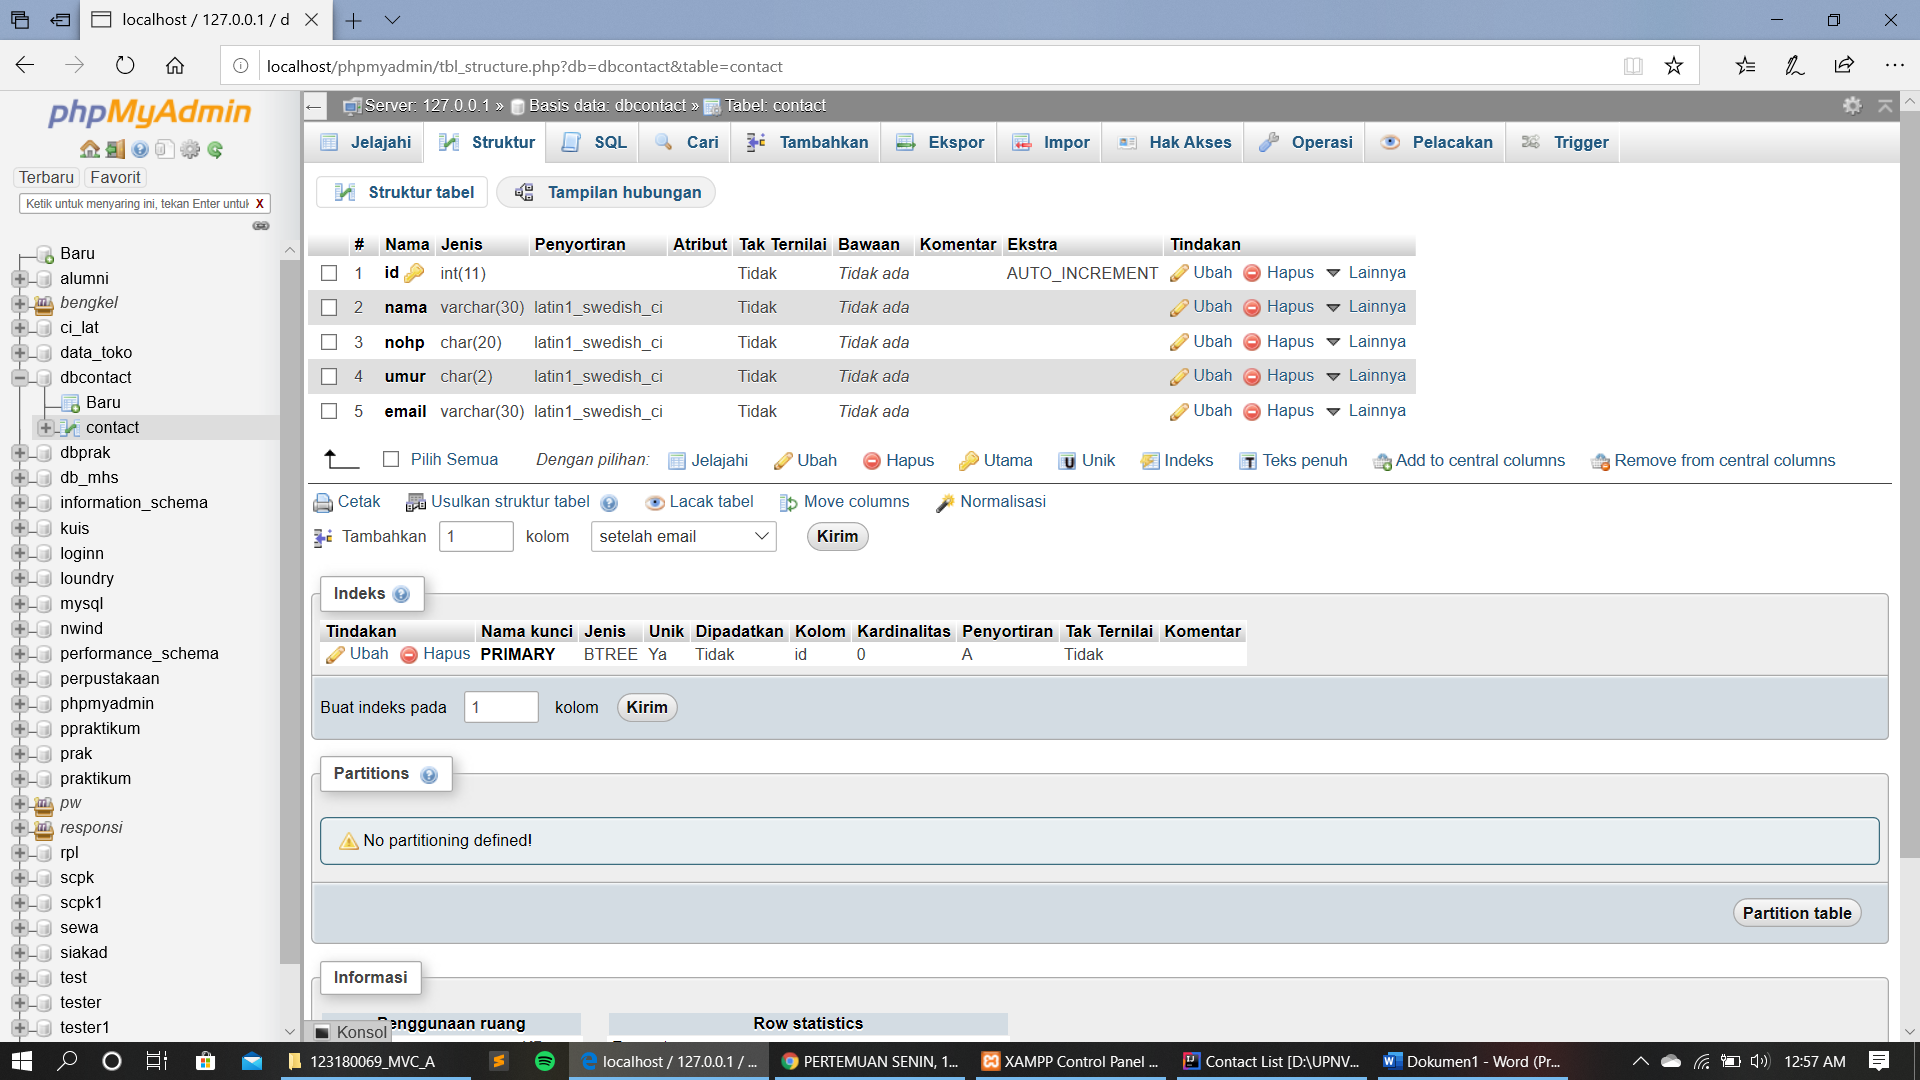 localhost / 127.0.0.1 / d
localhost/phpmyadmin/tbl_structure.php?db=dbcontact&table=contact
phpMyAdmin
Terbaru Favorit
Ketik untuk menyaring ini, tekan Enter untuk X
Baru
alumni
bengkel
ci_lat
data_toko
dbcontact
Baru
contact
dbprak
db_mhs
information_schema
kuis
loginn
loundry
mysql
nwind
performance_schema
perpustakaan
phpmyadmin
ppraktikum
prak
praktikum
pw
responsi
rpl
scpk
scpk1
sewa
siakad
test
tester
tester1
Server: 127.0.0.1 » Basis data: dbcontact » Tabel: contact
Jelajahi Struktur SQL Cari Tambahkan Ekspor Impor Hak Akses Operasi Pelacakan Trigger
Struktur tabel Tampilan hubungan
# Nama Jenis Penyortiran Atribut Tak Ternilai Bawaan Komentar Ekstra Tindakan
1 id int(11) Tidak Tidak ada AUTO_INCREMENT Ubah Hapus Lainnya
2 nama varchar(30) latin1_swedish_ci Tidak Tidak ada Ubah Hapus Lainnya
3 nohp char(20) latin1_swedish_ci Tidak Tidak ada Ubah Hapus Lainnya
4 umur char(2) latin1_swedish_ci Tidak Tidak ada Ubah Hapus Lainnya
5 email varchar(30) latin1_swedish_ci Tidak Tidak ada Ubah Hapus Lainnya
Pilih Semua Dengan pilihan: Jelajahi Ubah Hapus Utama Unik Indeks Teks penuh Add to central columns Remove from central columns
Cetak Usulkan struktur tabel Lacak tabel Move columns Normalisasi
Tambahkan 1 kolom setelah email Kirim
Indeks
Tindakan Nama kunci Jenis Unik Dipadatkan Kolom Kardinalitas Penyortiran Tak Ternilai Komentar
Ubah Hapus PRIMARY BTREE Ya Tidak id 0 A Tidak
Buat indeks pada 1 kolom Kirim
Partitions
No partitioning defined!
Partition table
Informasi
Penggunaan ruang Row statistics
Konsol
123180069_MVC_A localhost / 127.0.0.1 / ... PERTEMUAN SENIN, 1... XAMPP Control Panel ... Contact List [D:\UPNV... Dokumen1 - Word (Pr... 12:57 AM